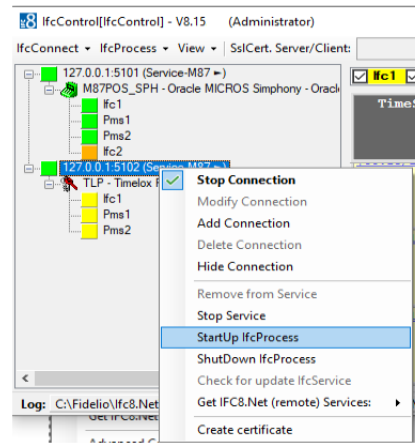 IfcControl[IfcControl] - V8.15 (Administrator)
IfcConnect IfcProcess View SslCert. Server/Client:
127.0.0.1:5101 (Service-M87 ►)
M87POS_SPH - Oracle MICROS Simphony - Oracl
Ifc1
Pms1
Pms2
Ifc2
127.0.0.1:5102 (Service-M87 ►)
TLP - Timelox
Ifc1
Pms1
Pms2
Ifc1
TimeS
Stop Connection
Modify Connection
Add Connection
Delete Connection
Hide Connection
Remove from Service
Stop Service
StartUp IfcProcess
ShutDown IfcProcess
Check for update IfcService
Get IFC8.Net (remote) Services:
Create certificate
Log: C:\Fidelio\Ifc8.Net